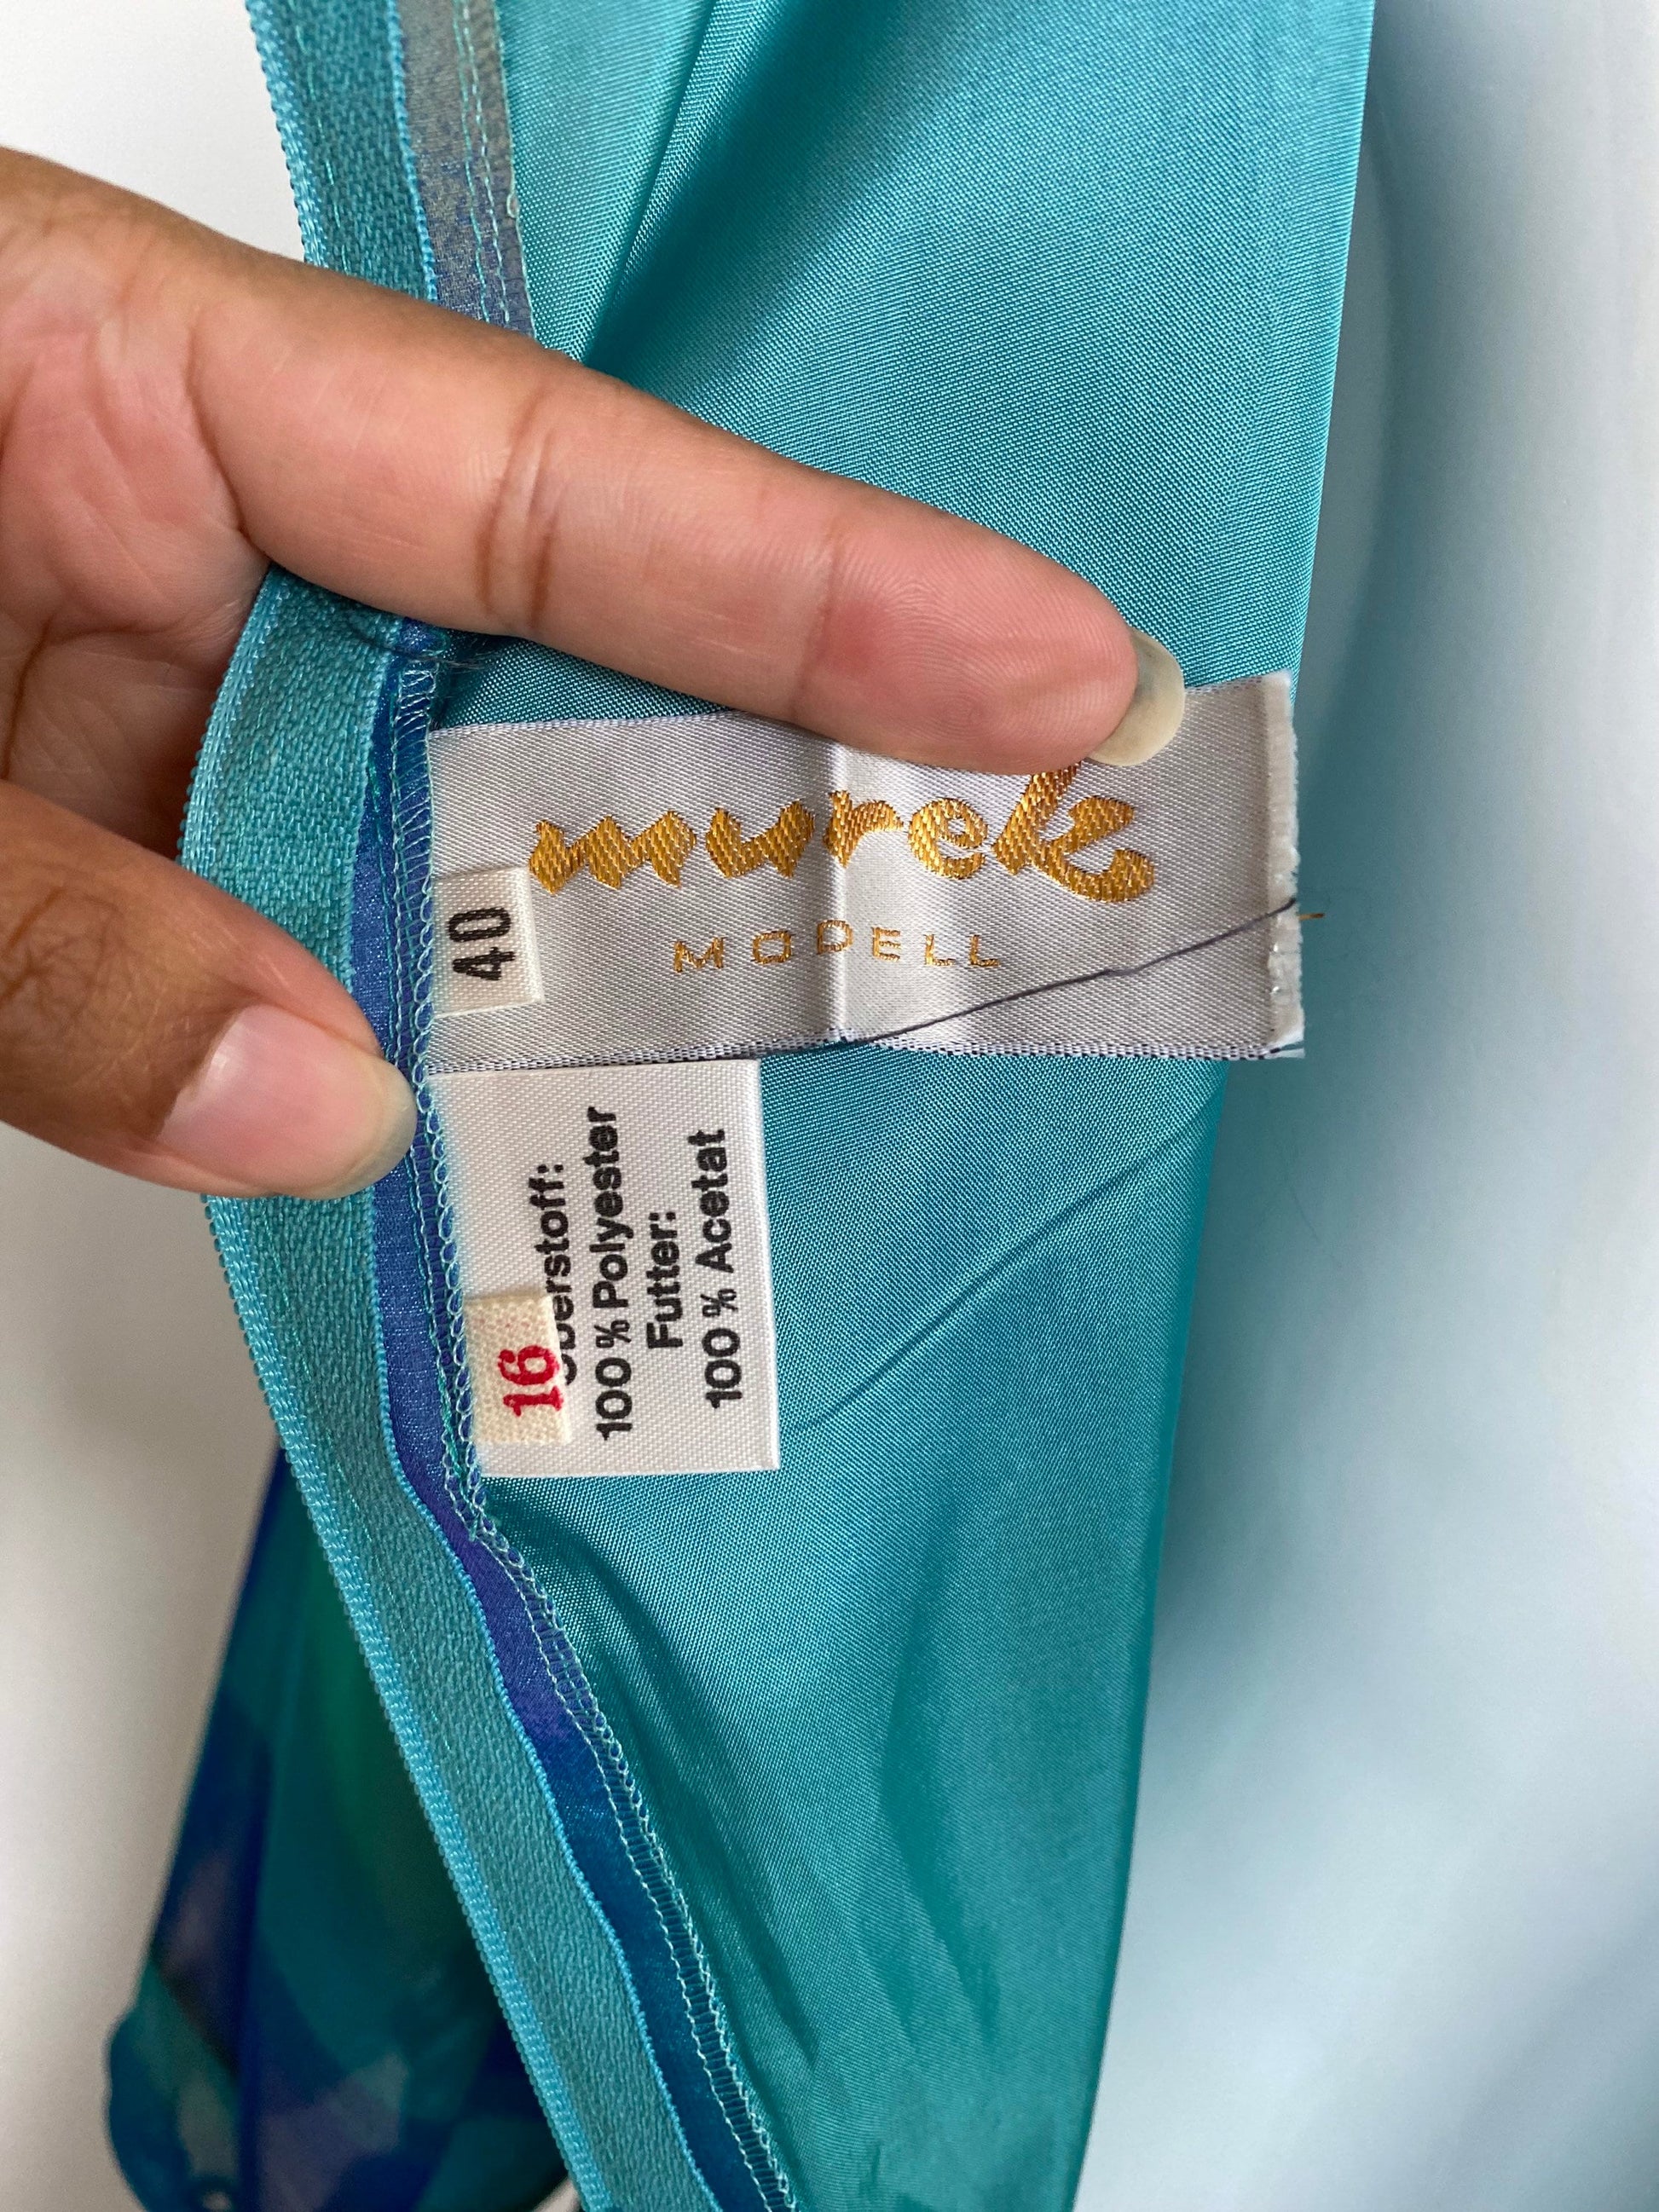 murek
MODELL
40
Oberstoff:
100 % Polyester
Futter:
100 % Acetat
16